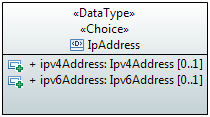 «DataType»
«Choice»
IpAddress
+ ipv4Address: Ipv4Address [0..1]
+ ipv6Address: Ipv6Address [0..1]